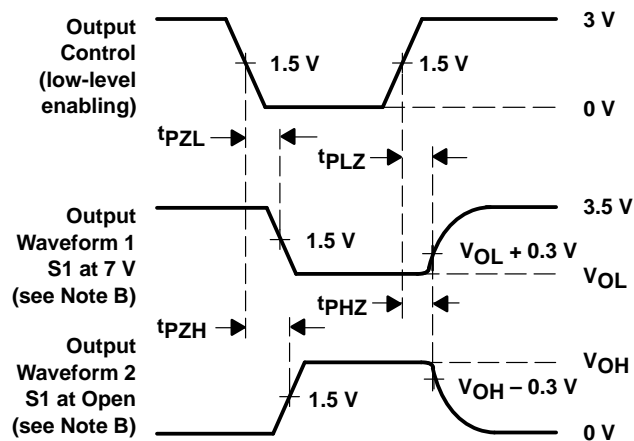 Output
Control
(low-level
enabling)
1.5 V
1.5 V
3 V
0 V
tPZL
tPLZ
Output
Waveform 1
S1 at 7 V
(see Note B)
1.5 V
3.5 V
VOL + 0.3 V
VOL
tPHZ
tPZH
Output
Waveform 2
S1 at Open
(see Note B)
1.5 V
VOH
VOH – 0.3 V
0 V